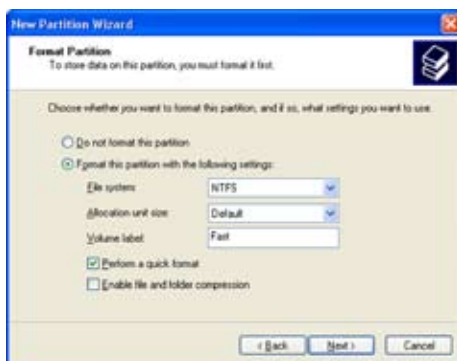 New Partition Wizard
Format Partition
To store data on this partition, you must format it first.
Choose whether you want to format this partition, and if so, what settings you want to use.
Do not format this partition
Format this partition with the following settings:
File system: NTFS
Allocation unit size: Default
Volume label: Fast
Perform a quick format
Enable file and folder compression
< Back Next > Cancel